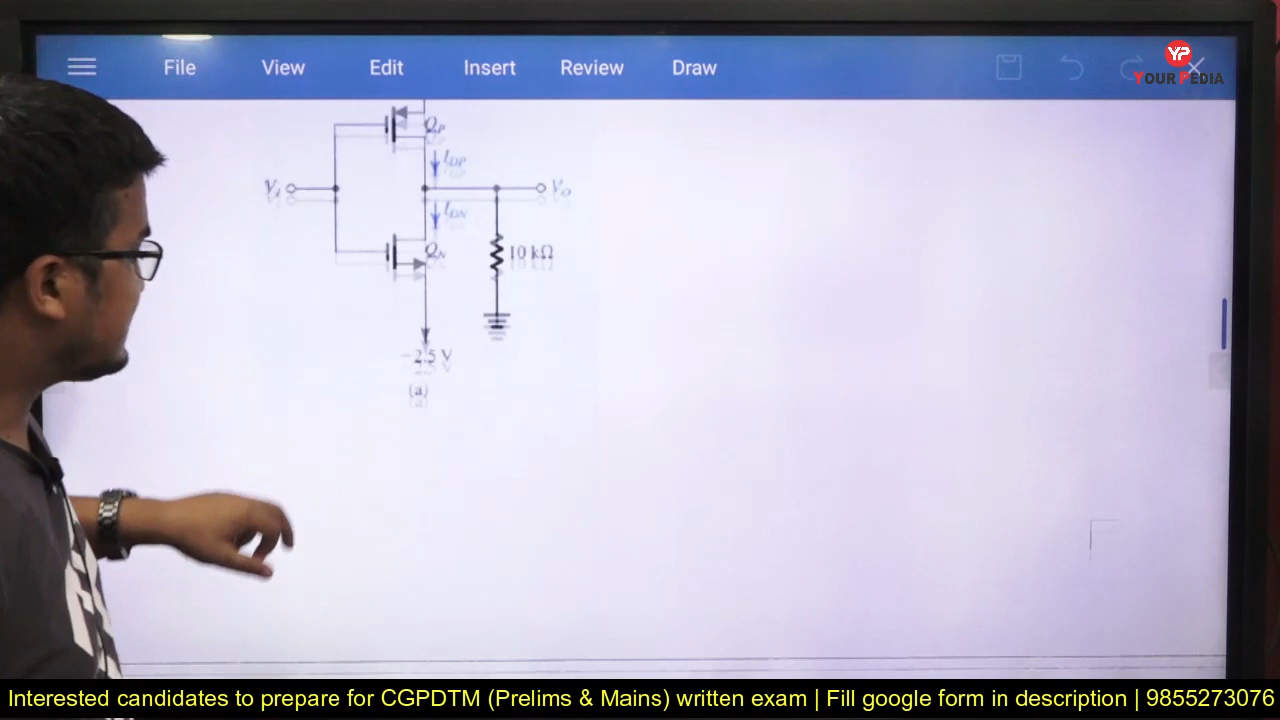 File View Edit Insert Review Draw
YP
YOUR PEDIA
QP
IDP
VI
VO
IDN
QN
10 kΩ
−2.5 V
(a)
Interested candidates to prepare for CGPDTM (Prelims & Mains) written exam | Fill google form in description | 9855273076